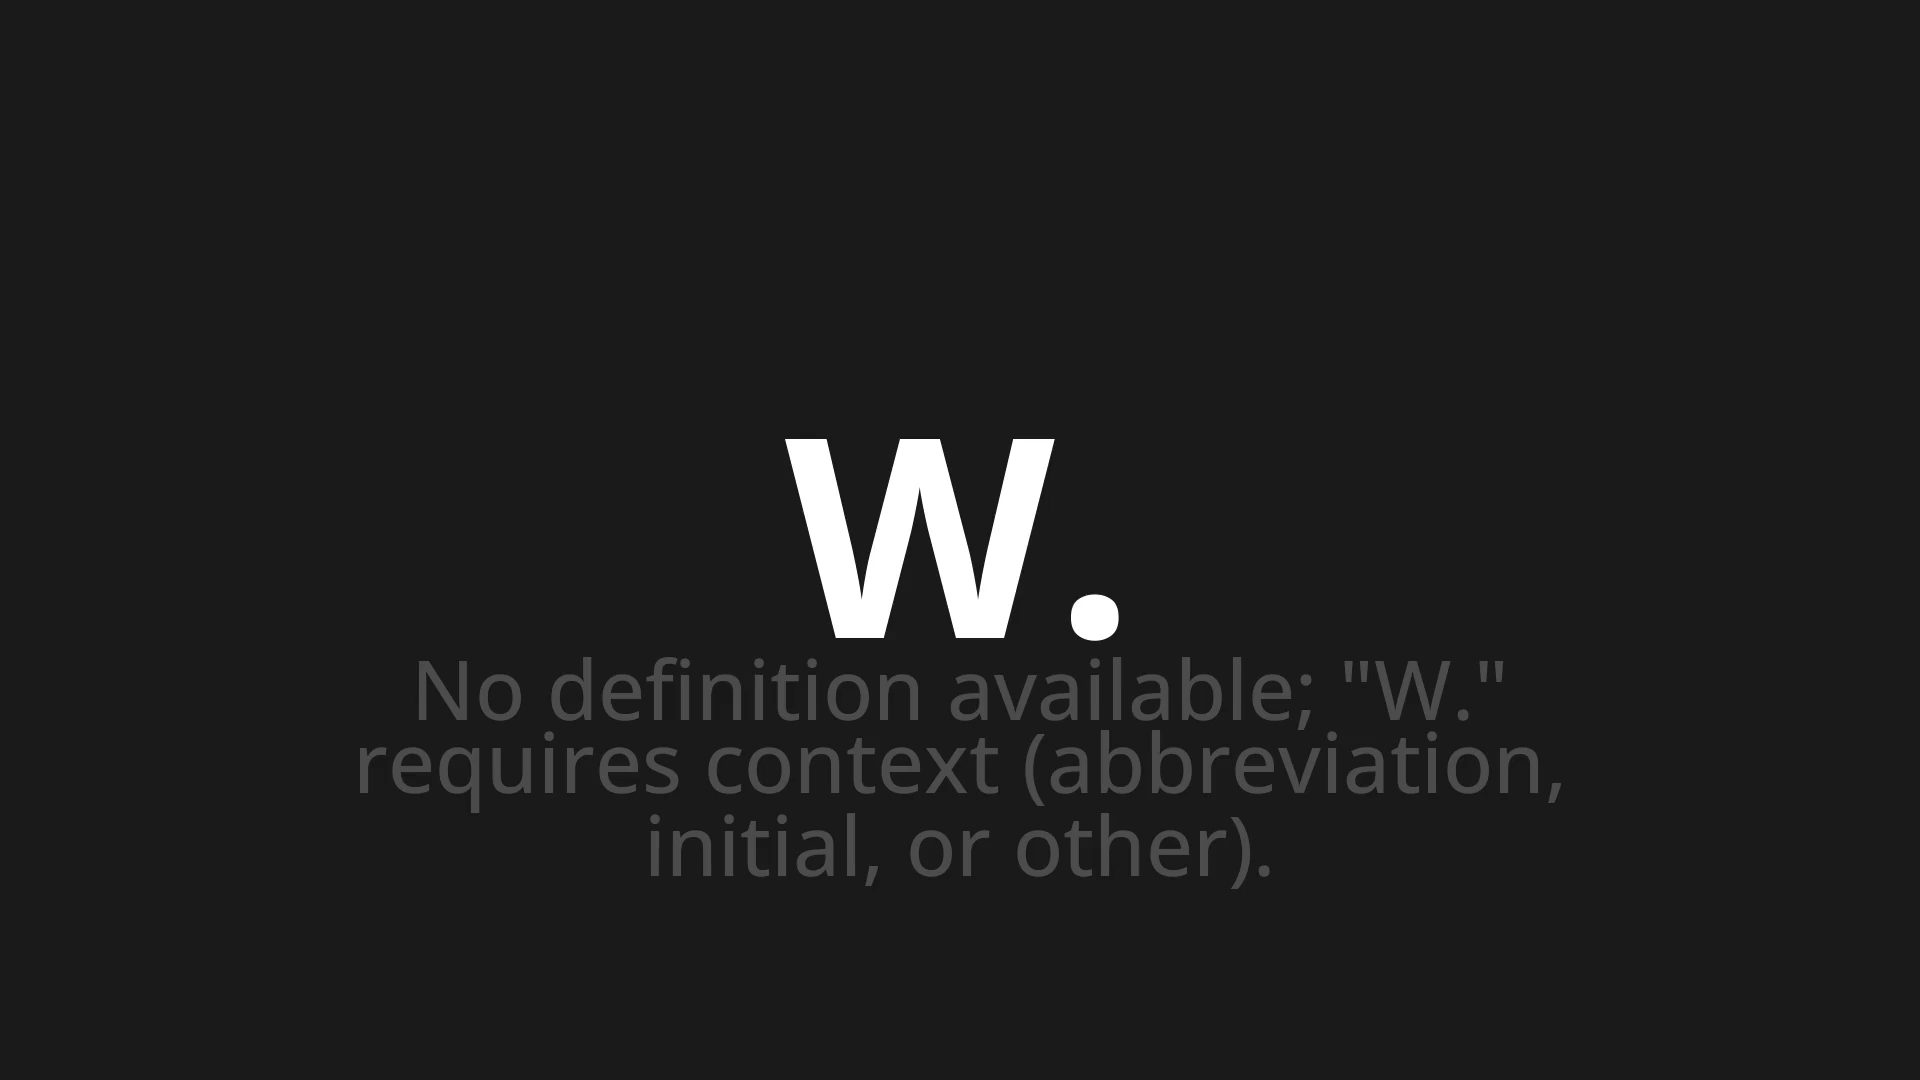 W.
No definition available; "W."
requires context (abbreviation,
initial, or other).